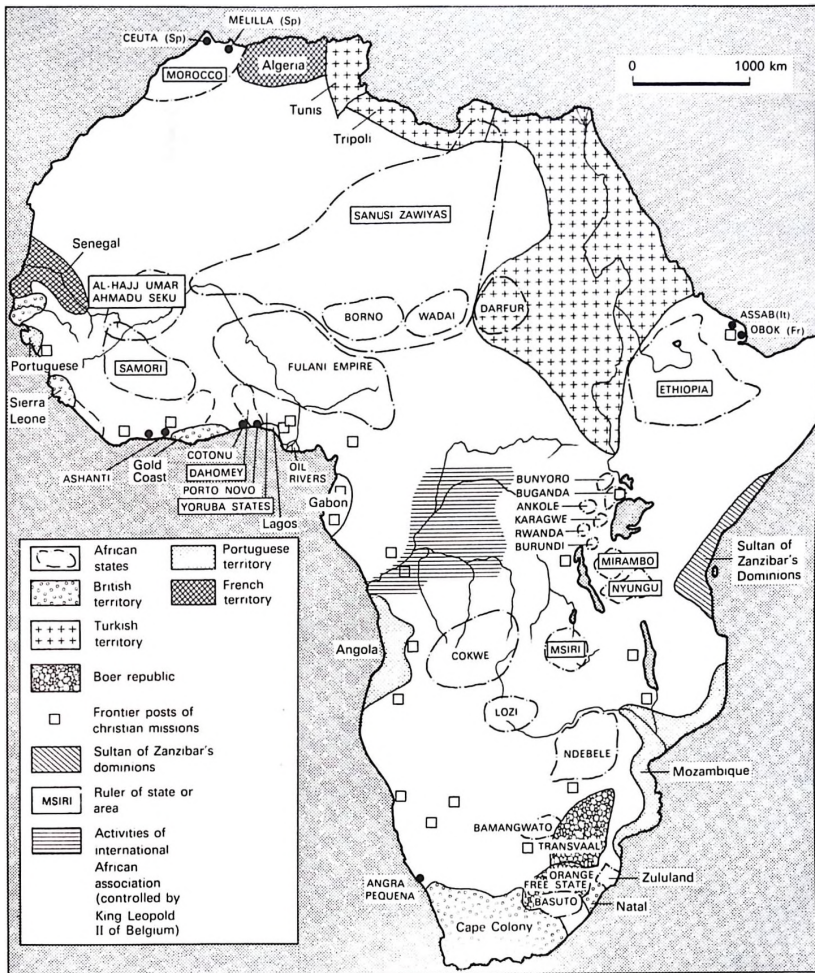 MELILLA (Sp)
CEUTA (Sp)
MOROCCO
Algeria
0 1000 km
Tunis
Tripoli
SANUSI ZAWIYAS
Senegal
AL-HAJJ UMAR
AHMADU SEKU
BORNO
WADAI
DARFUR
ASSAB (It)
OBOK (Fr)
Portuguese
SAMORI
FULANI EMPIRE
ETHIOPIA
Sierra
Leone
ASHANTI
Gold
Coast
COTONU
DAHOMEY
PORTO NOVO
YORUBA STATES
Lagos
OIL
RIVERS
Gabon
BUNYORO
BUGANDA
ANKOLE
KARAGWE
RWANDA
BURUNDI
MIRAMBO
NYUNGU
Sultan of
Zanzibar's
Dominions
Angola
COKWE
MSIRI
LOZI
NDEBELE
Mozambique
BAMANGWATO
TRANSVAAL
ORANGE
FREE STATE
BASUTO
Zululand
Natal
ANGRA
PEQUENA
Cape Colony
African
states
Portuguese
territory
British
territory
French
territory
Turkish
territory
Boer republic
Frontier posts of
christian missions
Sultan of Zanzibar's
dominions
MSIRI
Ruler of state or
area
Activities of
international
African
association
(controlled by
King Leopold
II of Belgium)